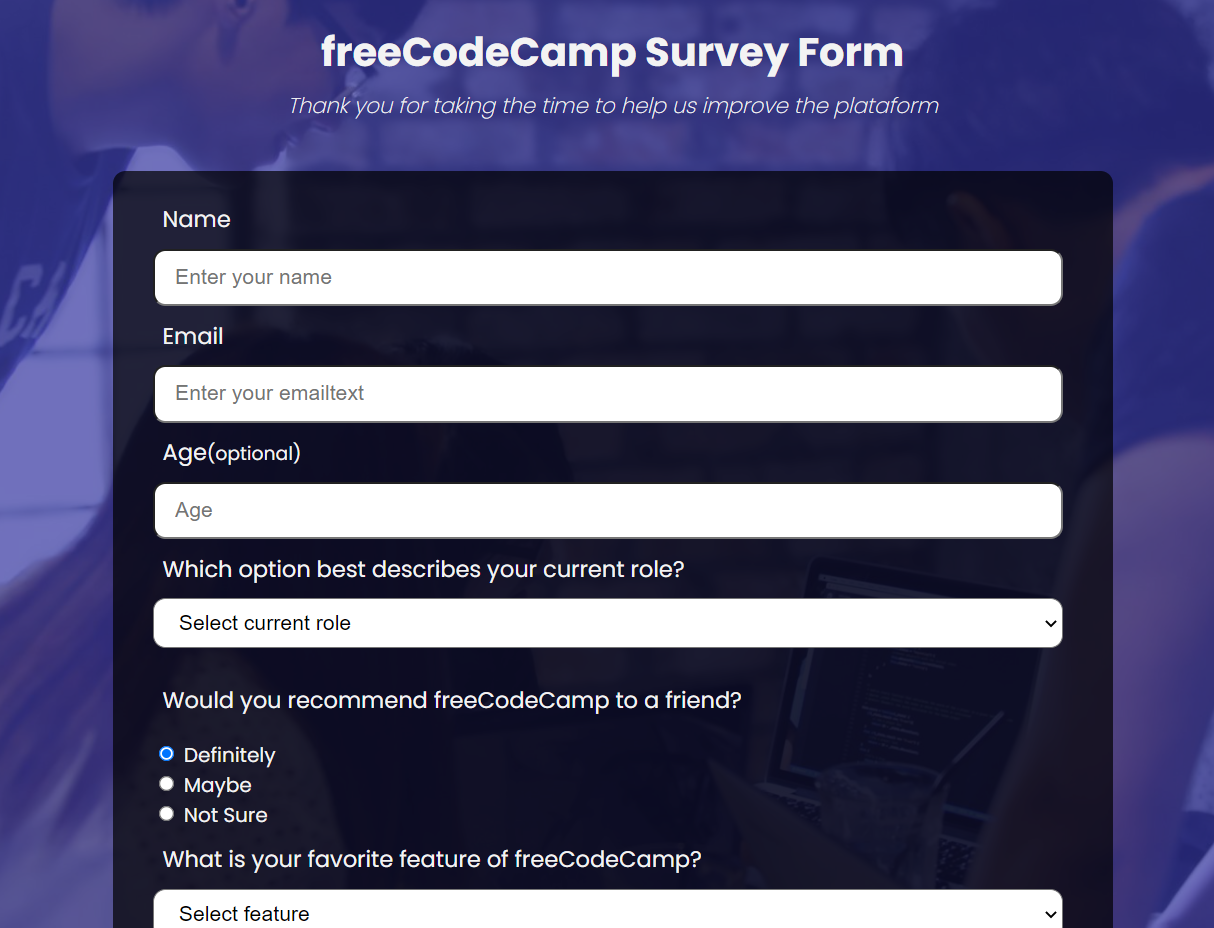 freeCodeCamp Survey Form
Thank you for taking the time to help us improve the plataform
Name
Enter your name
Email
Enter your emailtext
Age(optional)
Age
Which option best describes your current role?
Select current role
Would you recommend freeCodeCamp to a friend?
Definitely
Maybe
Not Sure
What is your favorite feature of freeCodeCamp?
Select feature